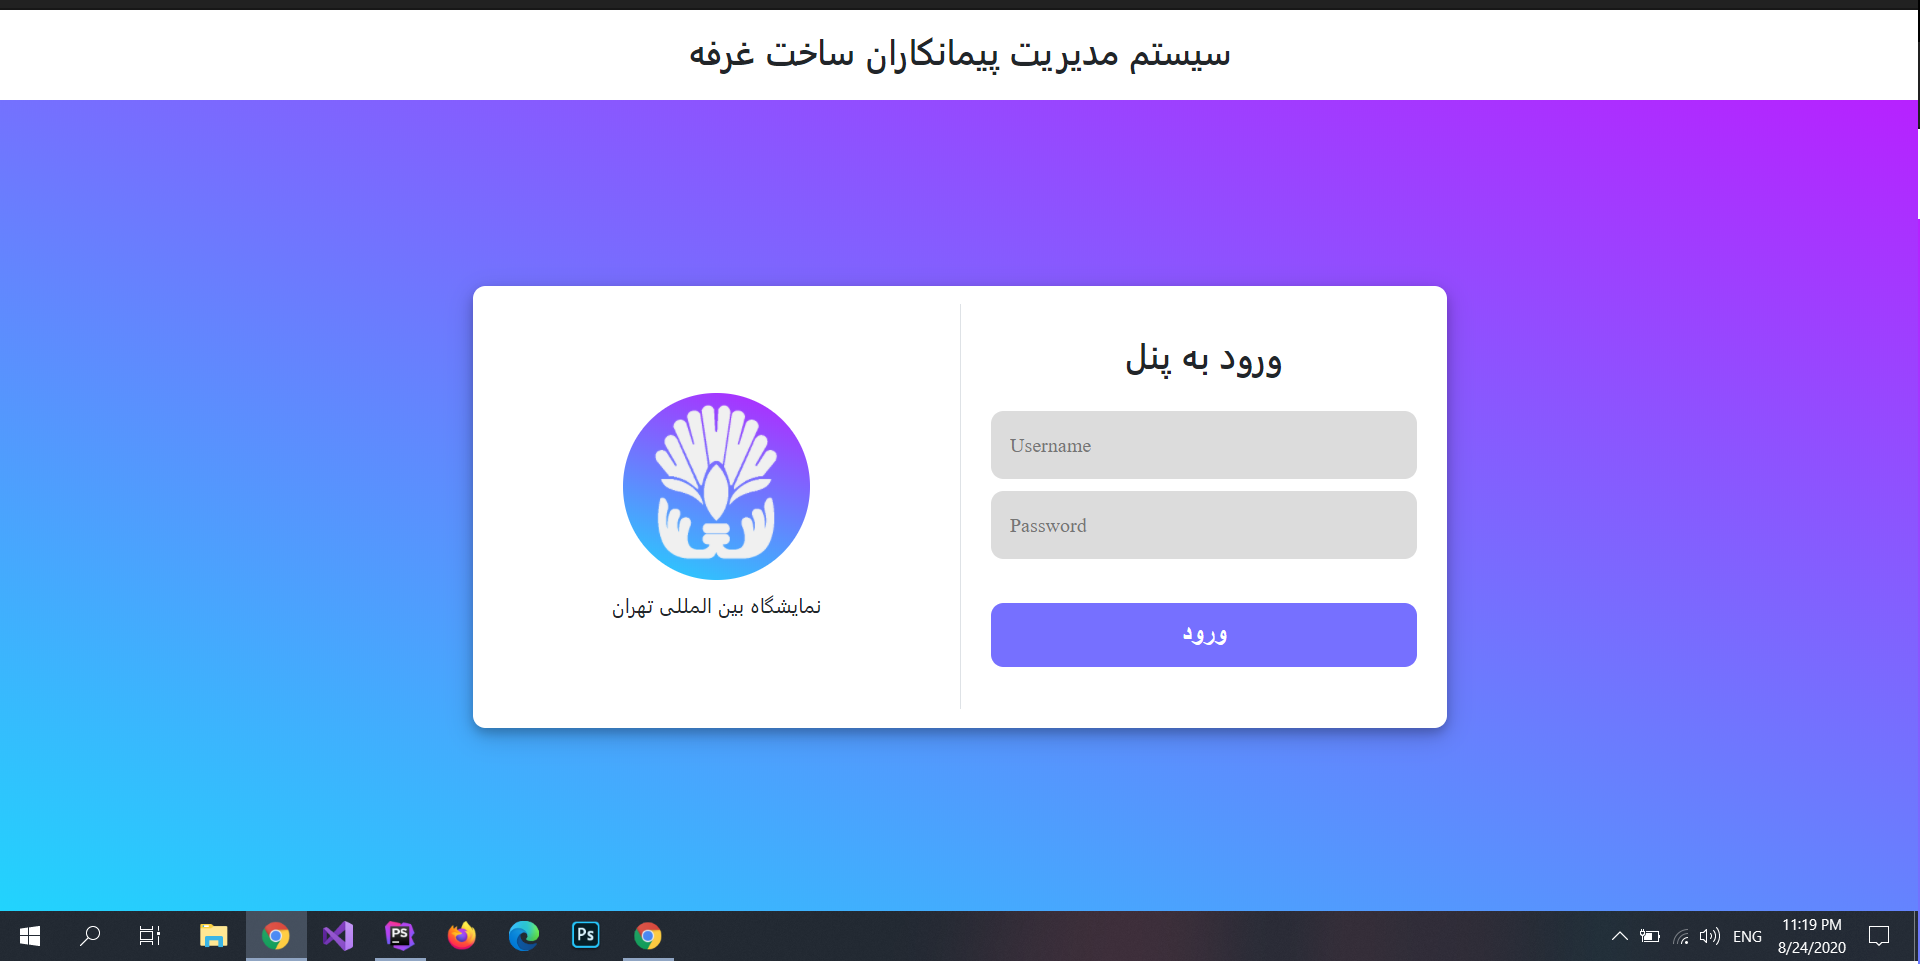 سیستم مدیریت پیمانکاران ساخت غرفه
ورود به پنل
Username
Password
ورود
نمایشگاه بین المللی تهران
PS
Ps
ENG
11:19 PM
8/24/2020